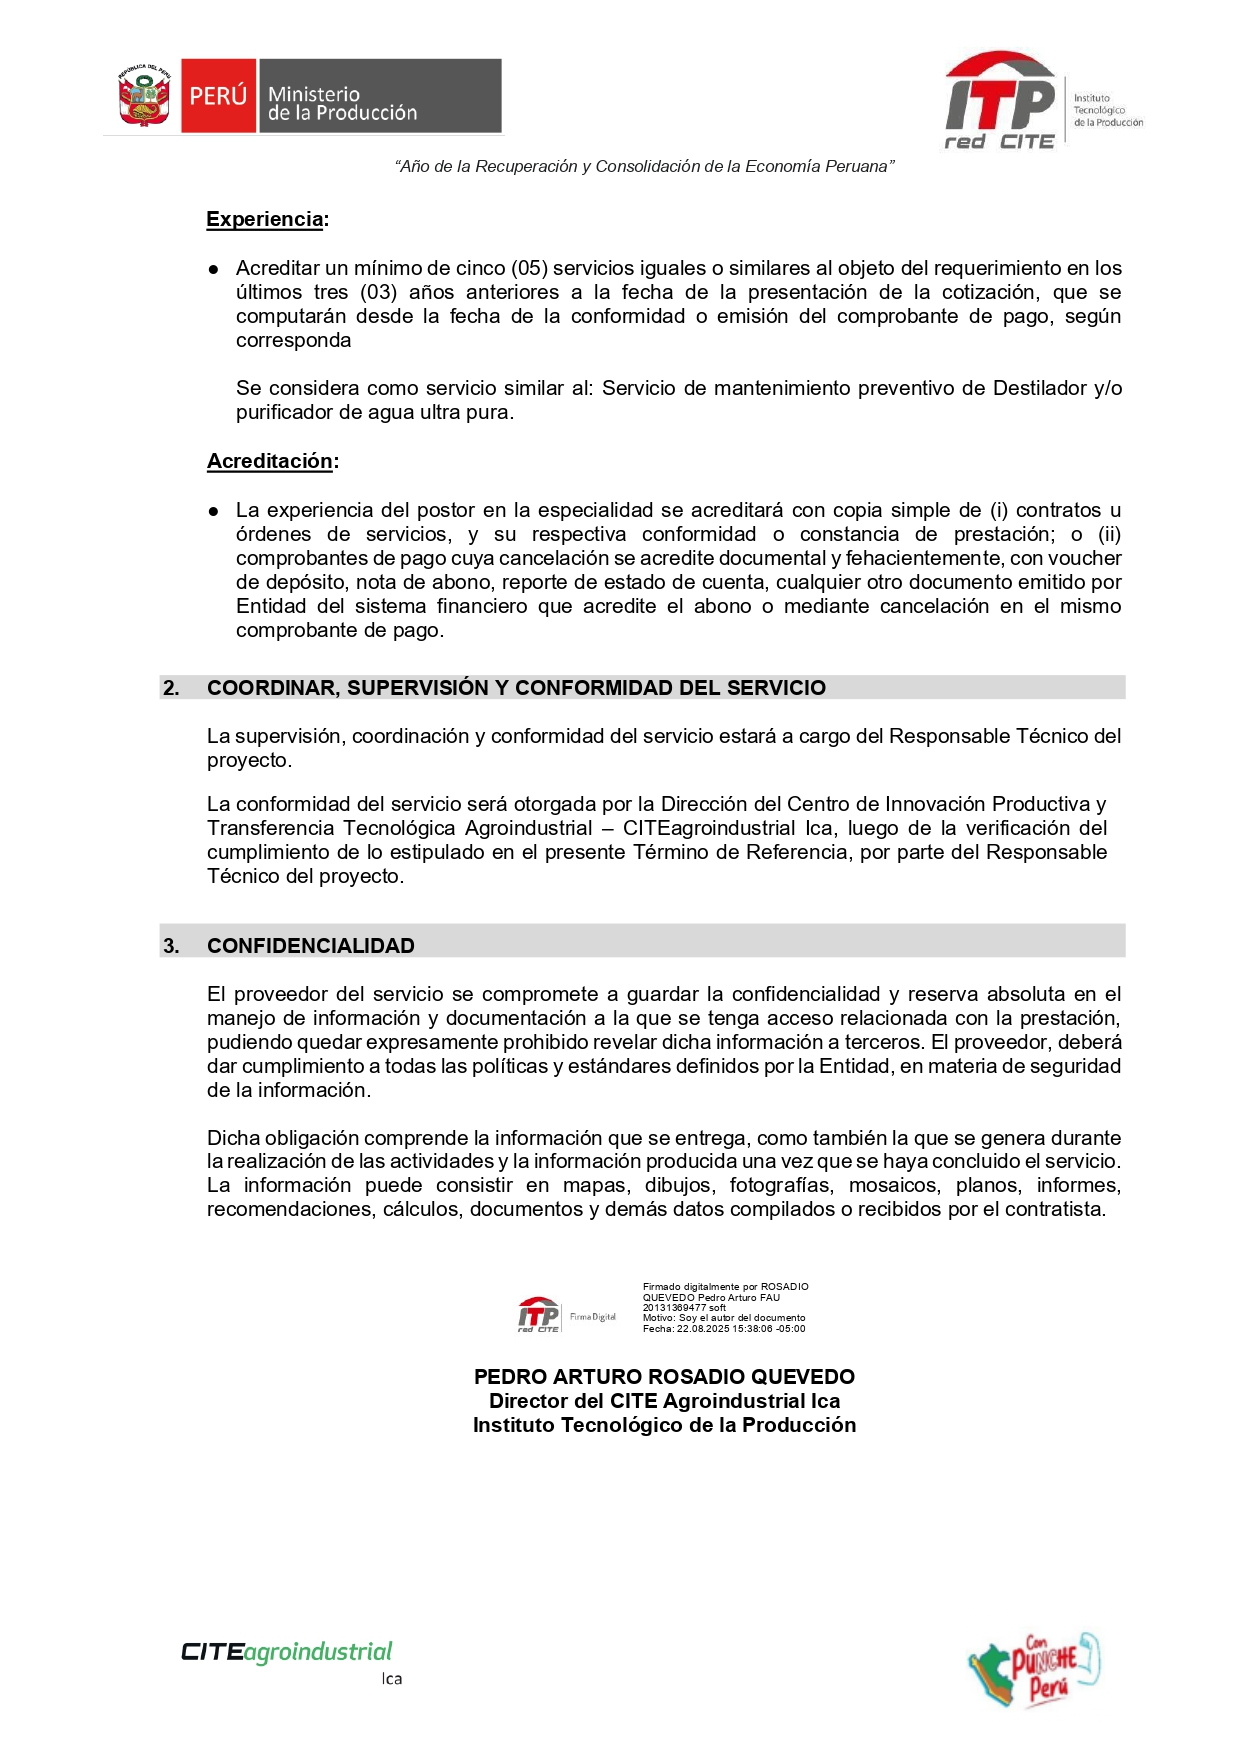 REPÚBLICA DEL PERÚ
PERÚ
Ministerio
de la Producción
ITP
red CITE
Instituto
Tecnológico
de la Producción
“Año de la Recuperación y Consolidación de la Economía Peruana”
Experiencia:
● Acreditar un mínimo de cinco (05) servicios iguales o similares al objeto del requerimiento en los
últimos tres (03) años anteriores a la fecha de la presentación de la cotización, que se
computarán desde la fecha de la conformidad o emisión del comprobante de pago, según
corresponda
Se considera como servicio similar al: Servicio de mantenimiento preventivo de Destilador y/o
purificador de agua ultra pura.
Acreditación:
● La experiencia del postor en la especialidad se acreditará con copia simple de (i) contratos u
órdenes de servicios, y su respectiva conformidad o constancia de prestación; o (ii)
comprobantes de pago cuya cancelación se acredite documental y fehacientemente, con voucher
de depósito, nota de abono, reporte de estado de cuenta, cualquier otro documento emitido por
Entidad del sistema financiero que acredite el abono o mediante cancelación en el mismo
comprobante de pago.
2. COORDINAR, SUPERVISIÓN Y CONFORMIDAD DEL SERVICIO
La supervisión, coordinación y conformidad del servicio estará a cargo del Responsable Técnico del
proyecto.
La conformidad del servicio será otorgada por la Dirección del Centro de Innovación Productiva y
Transferencia Tecnológica Agroindustrial – CITEagroindustrial Ica, luego de la verificación del
cumplimiento de lo estipulado en el presente Término de Referencia, por parte del Responsable
Técnico del proyecto.
3. CONFIDENCIALIDAD
El proveedor del servicio se compromete a guardar la confidencialidad y reserva absoluta en el
manejo de información y documentación a la que se tenga acceso relacionada con la prestación,
pudiendo quedar expresamente prohibido revelar dicha información a terceros. El proveedor, deberá
dar cumplimiento a todas las políticas y estándares definidos por la Entidad, en materia de seguridad
de la información.
Dicha obligación comprende la información que se entrega, como también la que se genera durante
la realización de las actividades y la información producida una vez que se haya concluido el servicio.
La información puede consistir en mapas, dibujos, fotografías, mosaicos, planos, informes,
recomendaciones, cálculos, documentos y demás datos compilados o recibidos por el contratista.
ITP
red CITE
Firma Digital
Firmado digitalmente por ROSADIO
QUEVEDO Pedro Arturo FAU
20131369477 soft
Motivo: Soy el autor del documento
Fecha: 22.08.2025 15:38:06 -05:00
PEDRO ARTURO ROSADIO QUEVEDO
Director del CITE Agroindustrial Ica
Instituto Tecnológico de la Producción
CITEagroindustrial
Ica
Con
PUNCHE
Perú